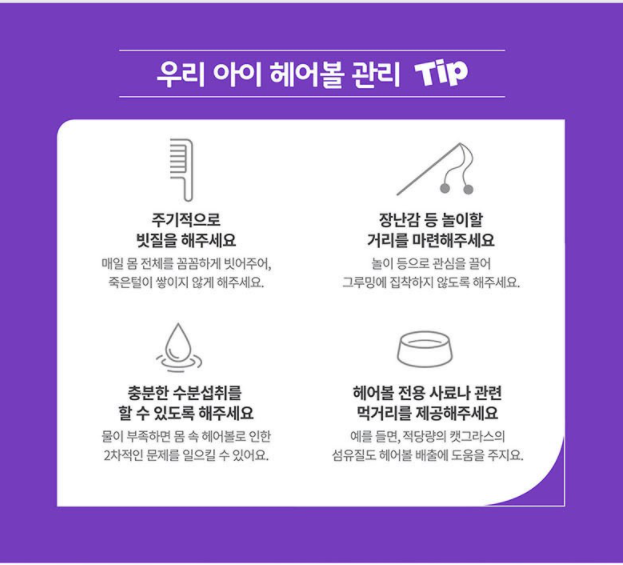 우리 아이 헤어볼 관리 Tip
주기적으로
빗질을 해주세요
매일 몸 전체를 꼼꼼하게 빗어주어,
죽은털이 쌓이지 않게 해주세요.
장난감 등 놀이할
거리를 마련해주세요
놀이 등으로 관심을 끌어
그루밍에 집착하지 않도록 해주세요.
충분한 수분섭취를
할 수 있도록 해주세요
물이 부족하면 몸 속 헤어볼로 인한
2차적인 문제를 일으킬 수 있어요.
헤어볼 전용 사료나 관련
먹거리를 제공해주세요
예를 들면, 적당량의 캣그라스의
섬유질도 헤어볼 배출에 도움을 주지요.